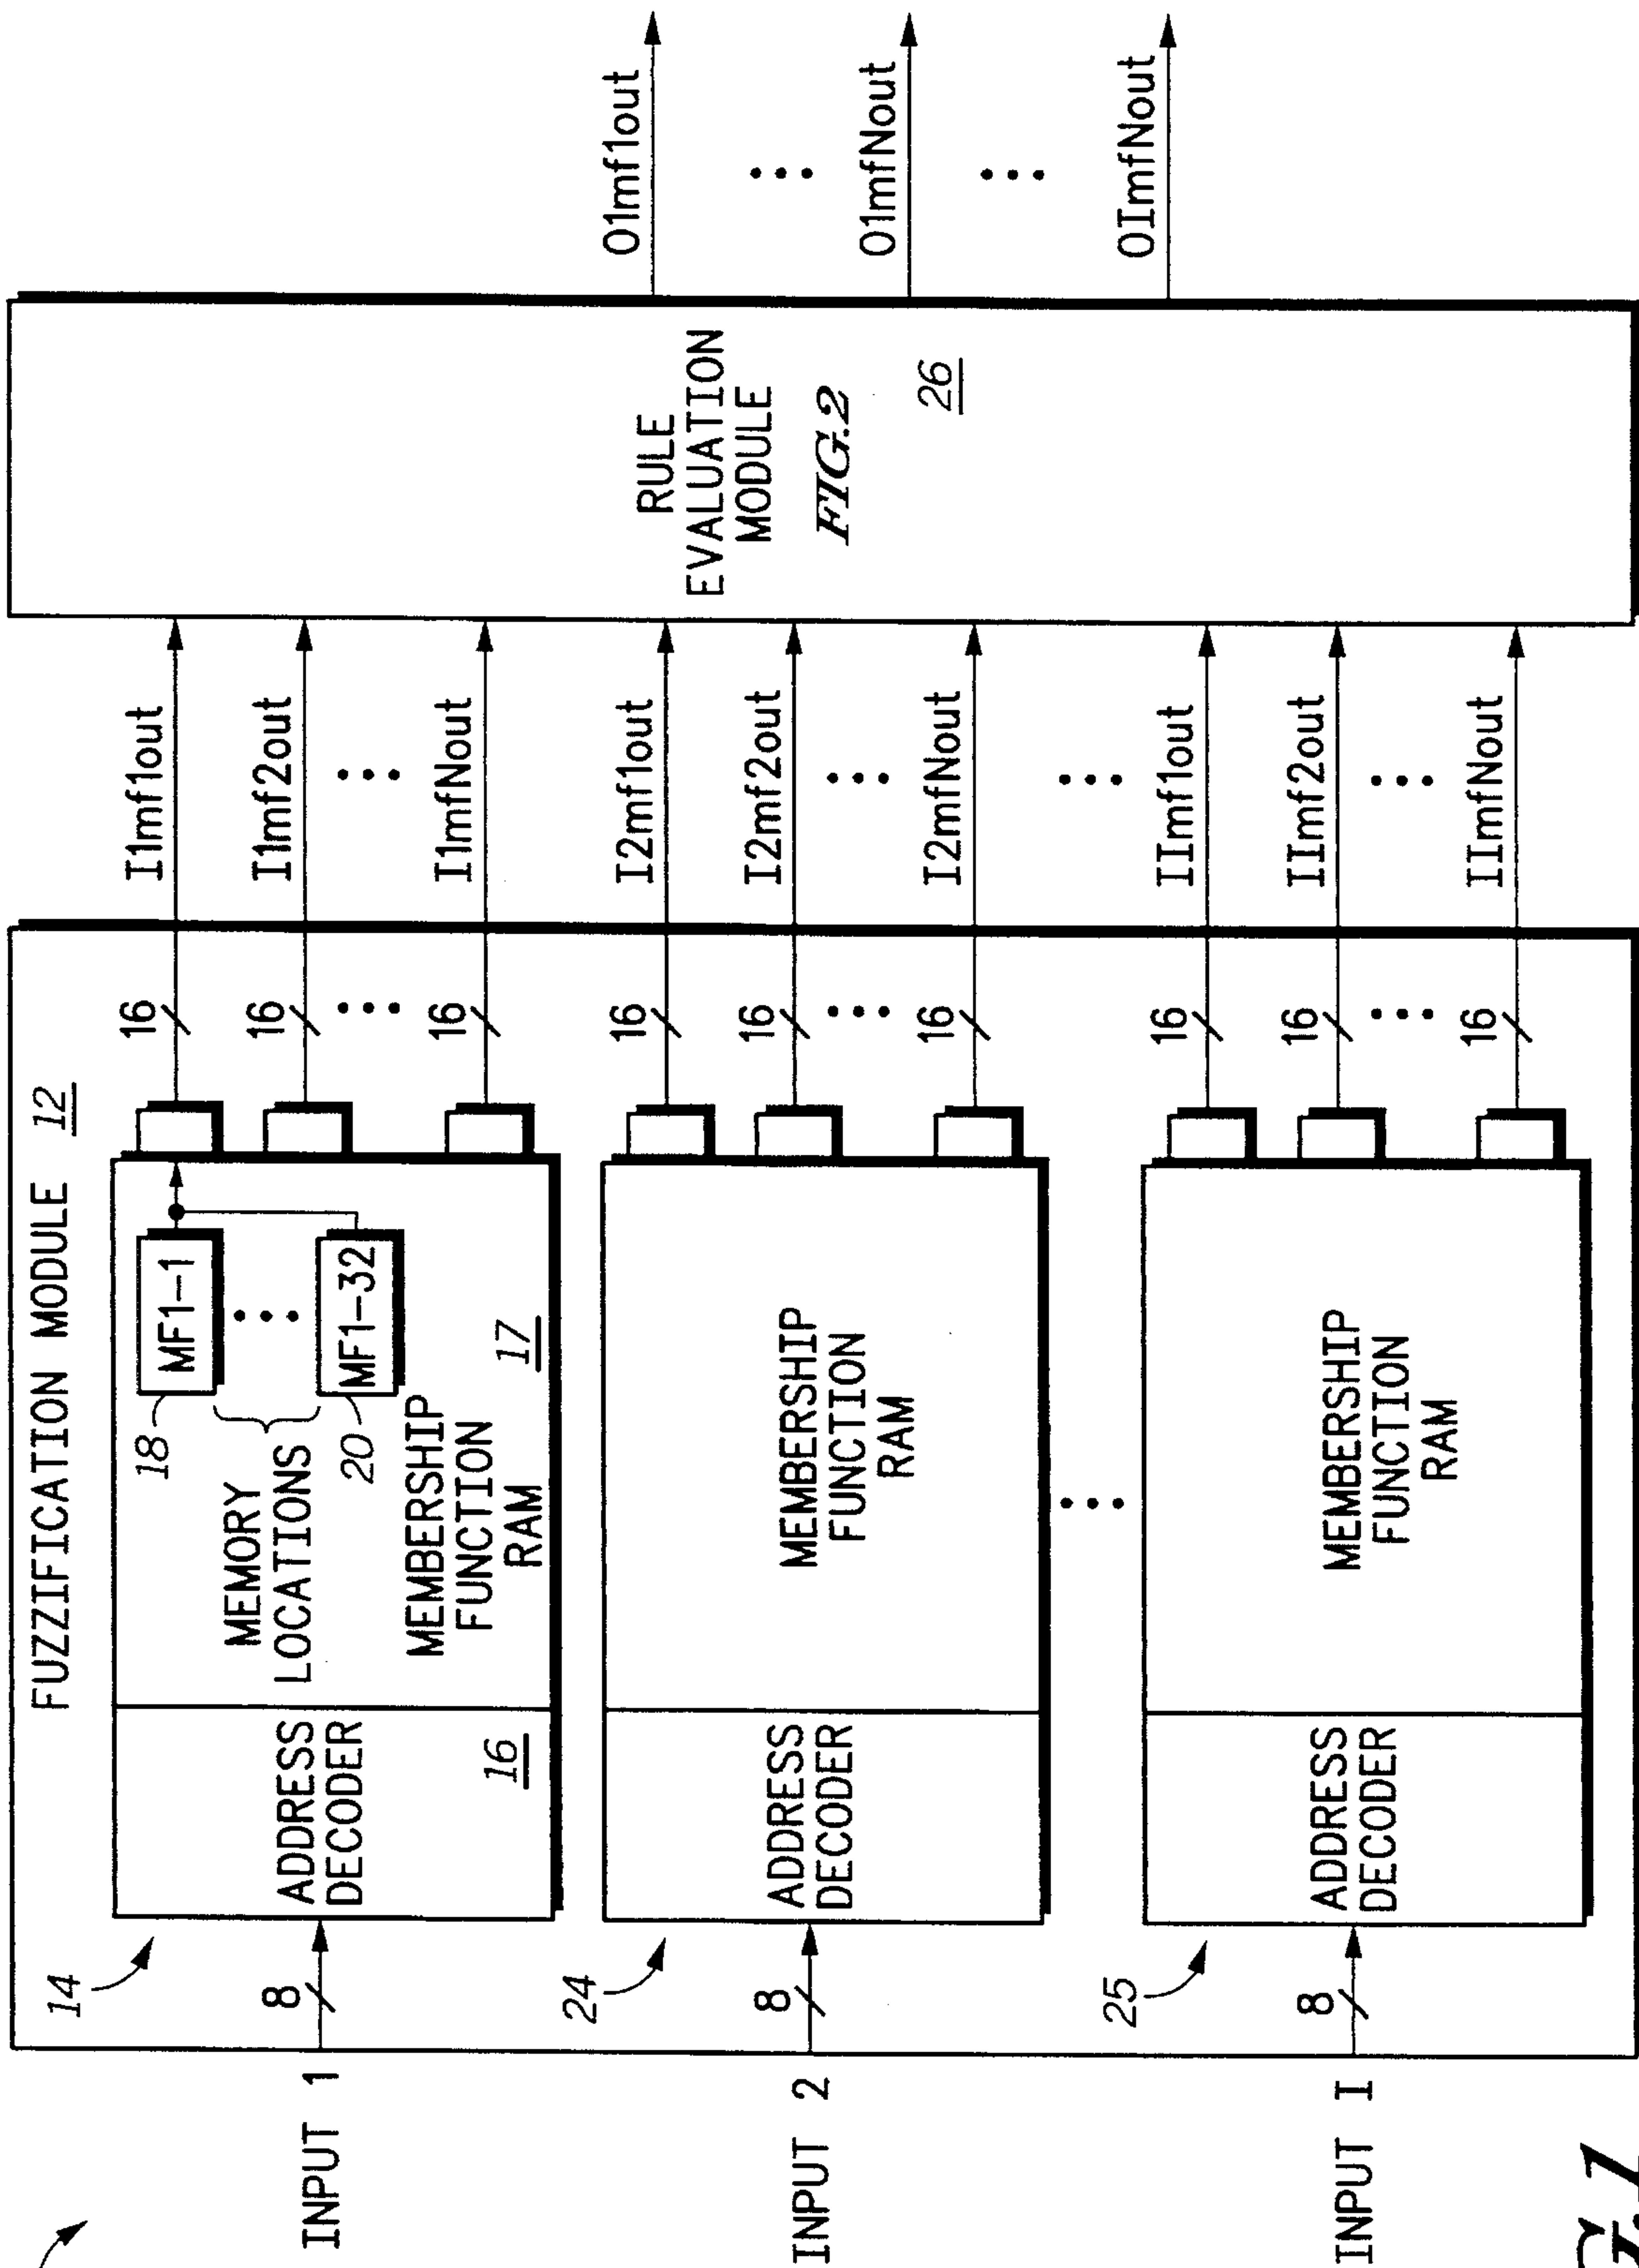 FUZZIFICATION MODULE 12
14
INPUT 1
8
ADDRESS
DECODER
16
MEMORY
LOCATIONS
18
MF1-1
20
MF1-32
MEMBERSHIP
FUNCTION
RAM
17
16
16
16
I1mf1out
I1mf2out
I1mfNout
24
INPUT 2
8
ADDRESS
DECODER
MEMBERSHIP
FUNCTION
RAM
16
16
16
I2mf1out
I2mf2out
I2mfNout
25
INPUT I
8
ADDRESS
DECODER
MEMBERSHIP
FUNCTION
RAM
16
16
16
IImf1out
IImf2out
IImfNout
RULE
EVALUATION
MODULE
FIG.2
26
O1mf1out
O1mfNout
OImfNout